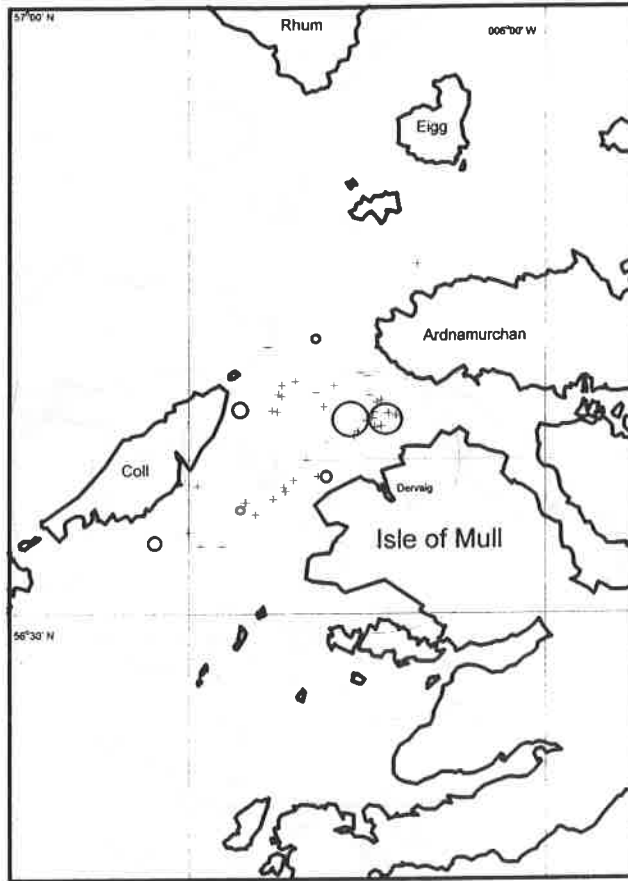 57°00' N
Rhum
006°00' W
Eigg
Ardnamurchan
Coll
Dervaig
Isle of Mull
56°30' N